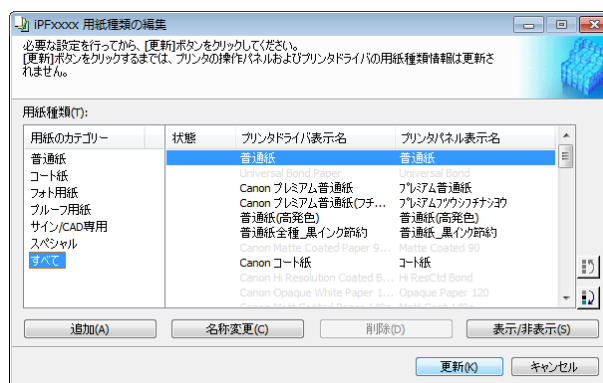 iPFxxxx 用紙種類の編集
必要な設定を行ってから、[更新]ボタンをクリックしてください。
[更新]ボタンをクリックするまでは、プリンタの操作パネルおよびプリンタドライバの用紙種類情報は更新されません。
用紙種類(T):
用紙のカテゴリー 状態 プリンタドライバ表示名 プリンタパネル表示名
普通紙
コート紙
フォト用紙
プルーフ用紙
サイン/CAD専用
スペシャル
すべて
普通紙 普通紙
Universal Bond Paper Universal Bond
Canon プレミアム普通紙 プレミアム普通紙
Canon プレミアム普通紙(フチ... プレミアムフツウシフチナシヨウ
普通紙(高発色) 普通紙(高発色)
普通紙全種_黒インク節約 普通紙_黒インク節約
Canon Matte Coated Paper 9... Matte Coated 90
Canon コート紙 コート紙
Canon Hi Resolution Coated B... Hi ResCtd Bond
Canon Opaque White Paper 1... Opaque Paper 120
追加(A) 名称変更(C) 削除(D) 表示/非表示(S)
更新(K) キャンセル